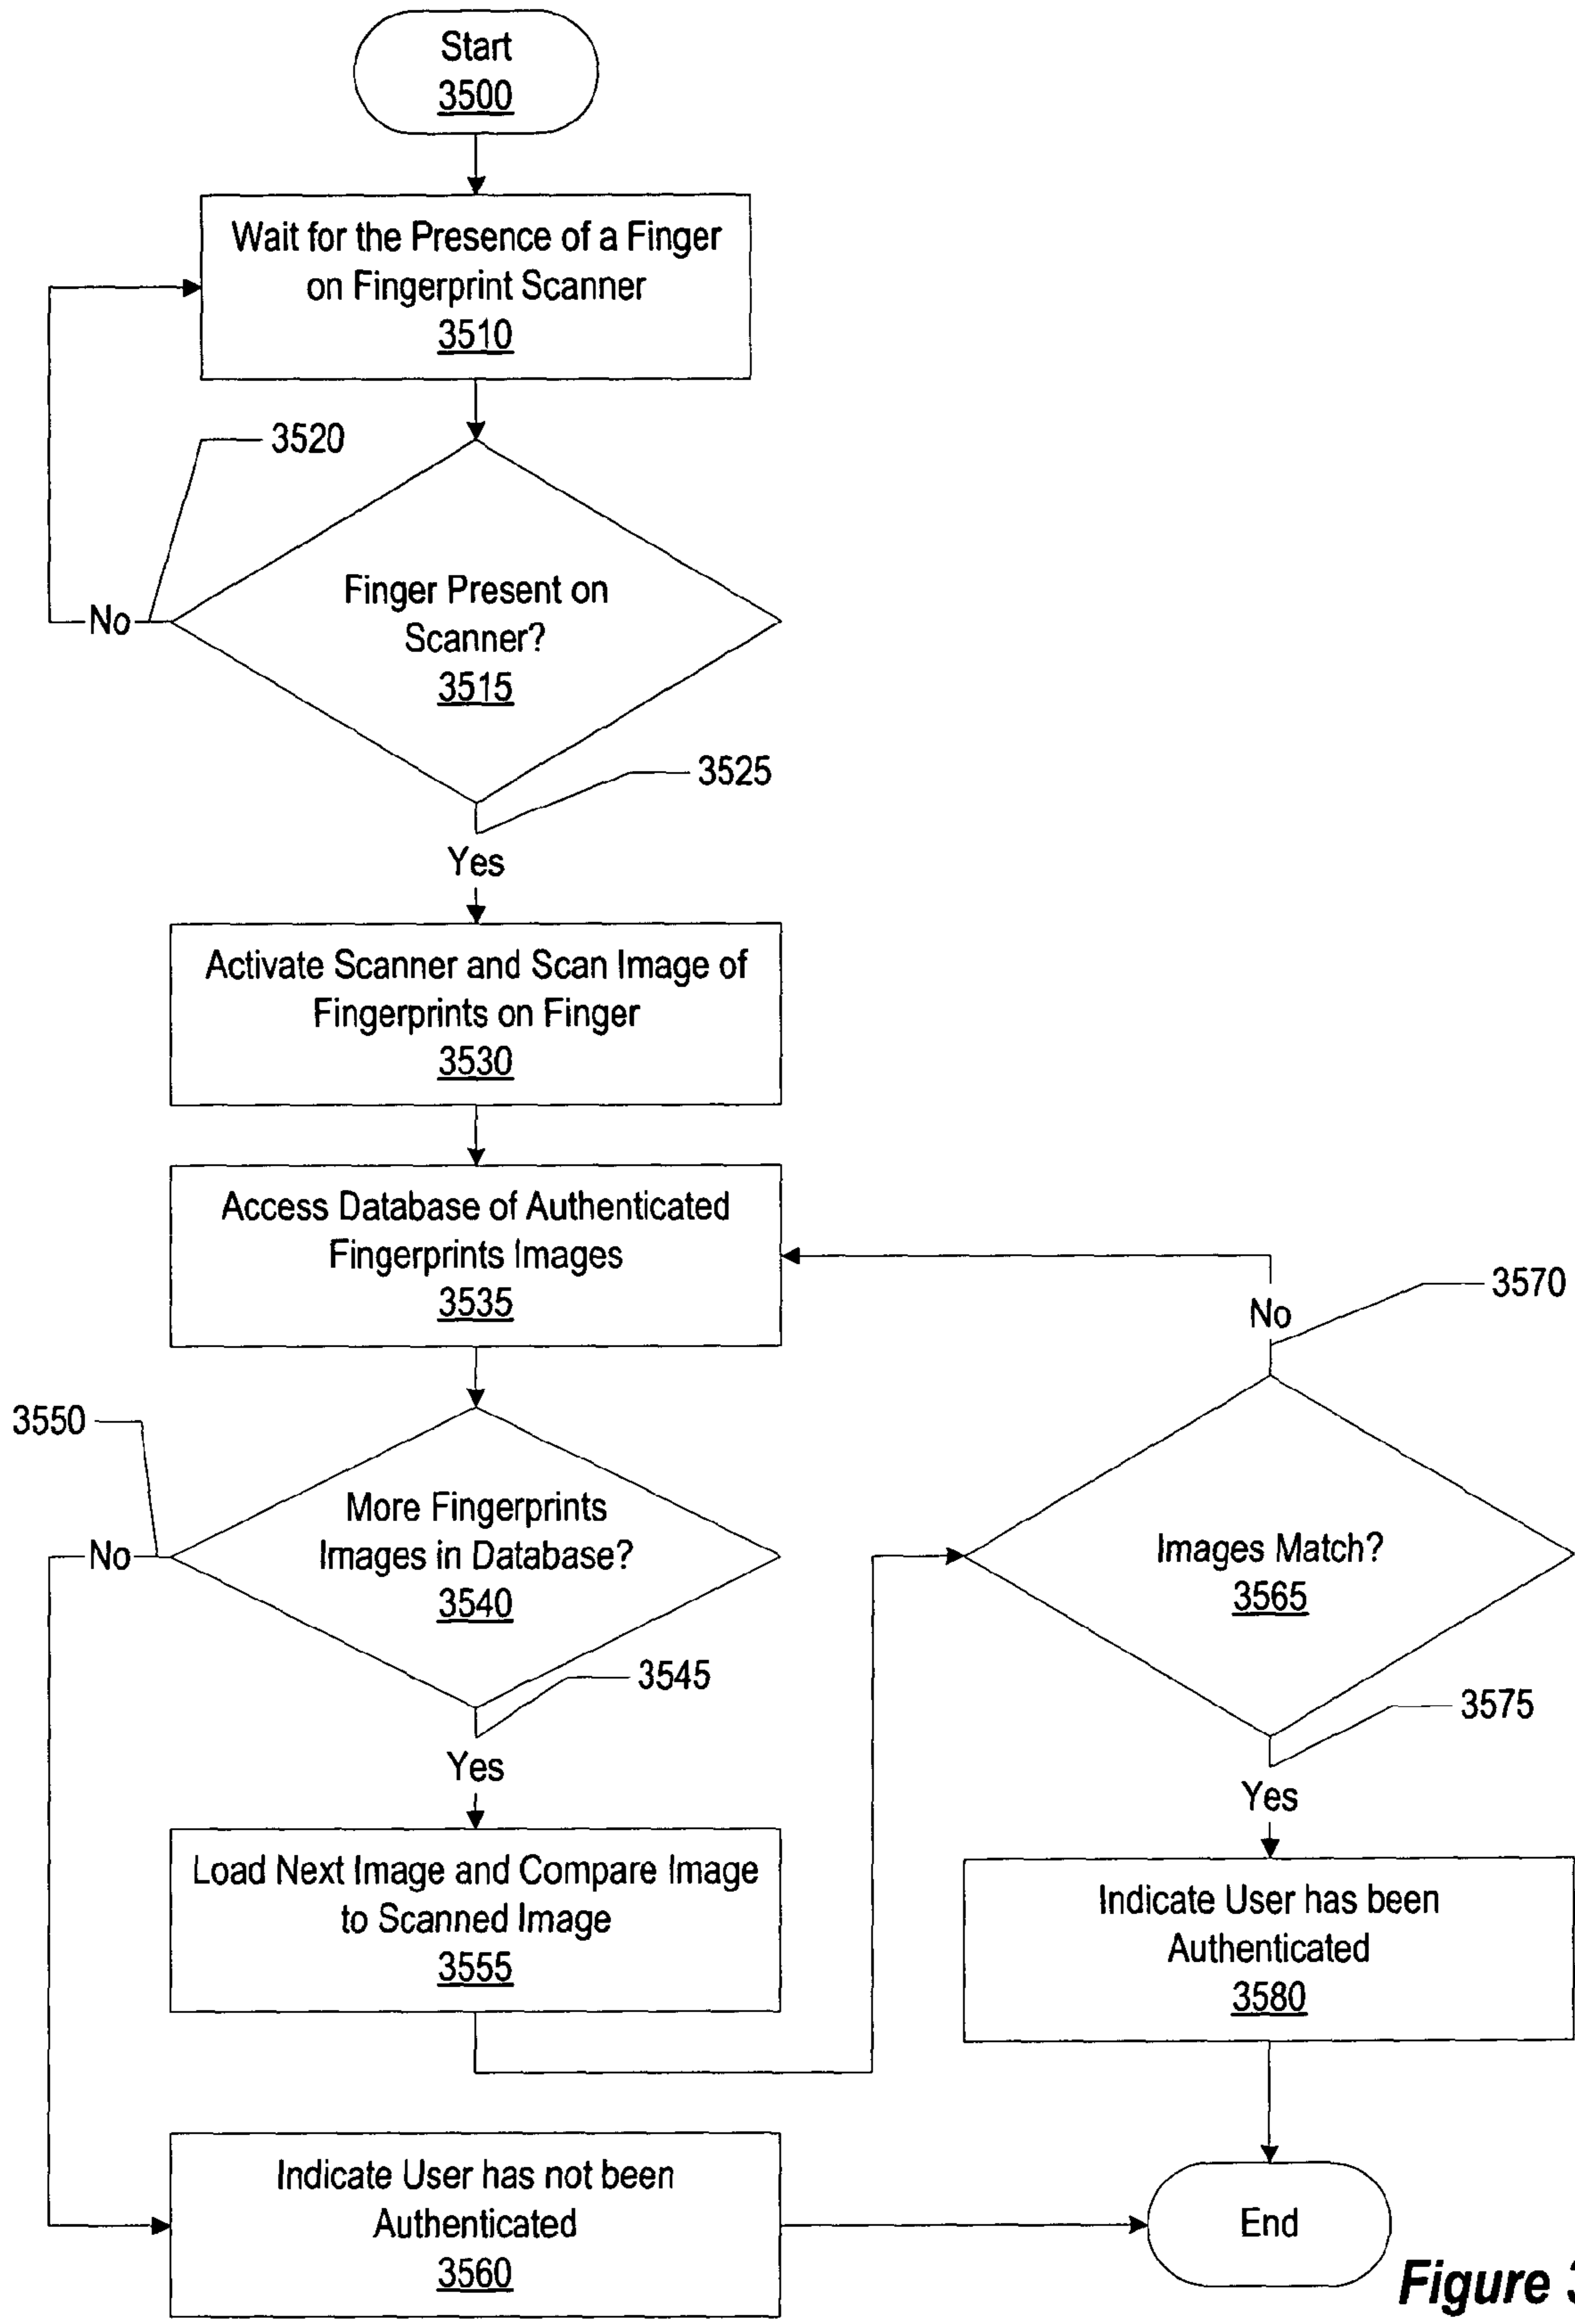 Start
3500
Wait for the Presence of a Finger
on Fingerprint Scanner
3510
3520
No
Finger Present on
Scanner?
3515
3525
Yes
Activate Scanner and Scan Image of
Fingerprints on Finger
3530
Access Database of Authenticated
Fingerprints Images
3535
3570
No
3550
No
More Fingerprints
Images in Database?
3540
Images Match?
3565
3545
Yes
3575
Yes
Load Next Image and Compare Image
to Scanned Image
3555
Indicate User has been
Authenticated
3580
Indicate User has not been
Authenticated
3560
End
Figure